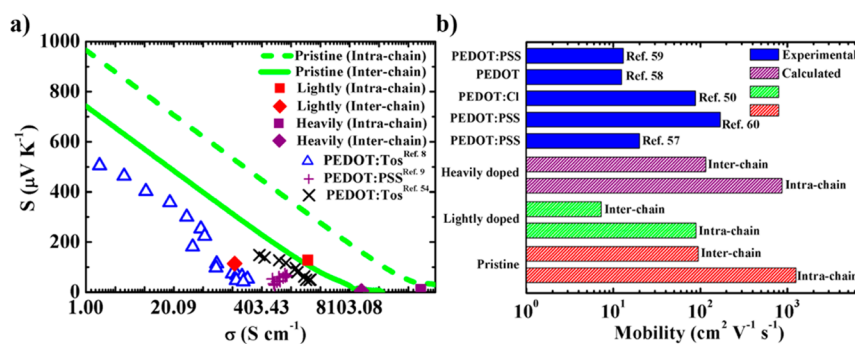 a)
1000
800
600
400
200
0
S (μV K⁻¹)
1.00
20.09
403.43
8103.08
σ (S cm⁻¹)
Pristine (Intra-chain)
Pristine (Inter-chain)
Lightly (Intra-chain)
Lightly (Inter-chain)
Heavily (Intra-chain)
Heavily (Inter-chain)
PEDOT:Tos Ref. 8
PEDOT:PSS Ref. 9
PEDOT:Tos Ref. 54
b)
PEDOT:PSS
PEDOT
PEDOT:Cl
PEDOT:PSS
PEDOT:PSS
Heavily doped
Lightly doped
Pristine
Ref. 59
Ref. 58
Ref. 50
Ref. 60
Ref. 57
Inter-chain
Intra-chain
Inter-chain
Intra-chain
Inter-chain
Intra-chain
Experimental
Calculated
10⁰
10¹
10²
10³
Mobility (cm² V⁻¹ s⁻¹)